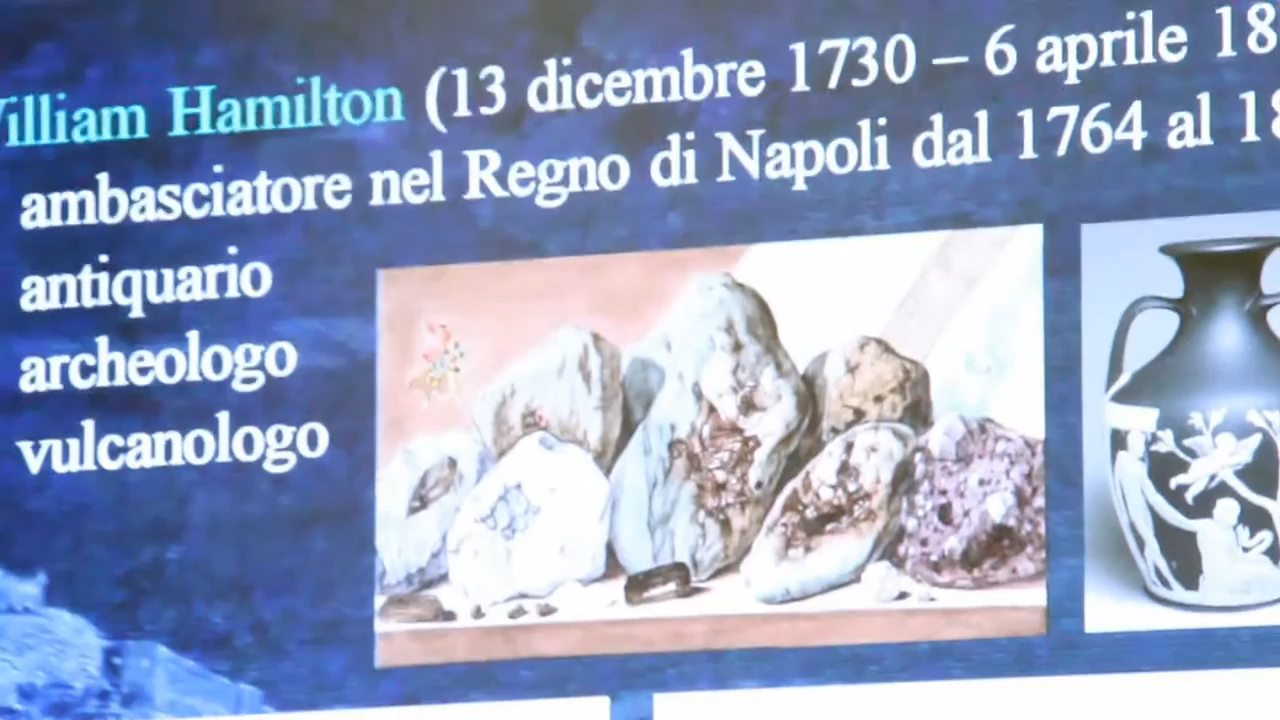 William Hamilton (13 dicembre 1730 – 6 aprile 18
ambasciatore nel Regno di Napoli dal 1764 al 18
antiquario
archeologo
vulcanologo